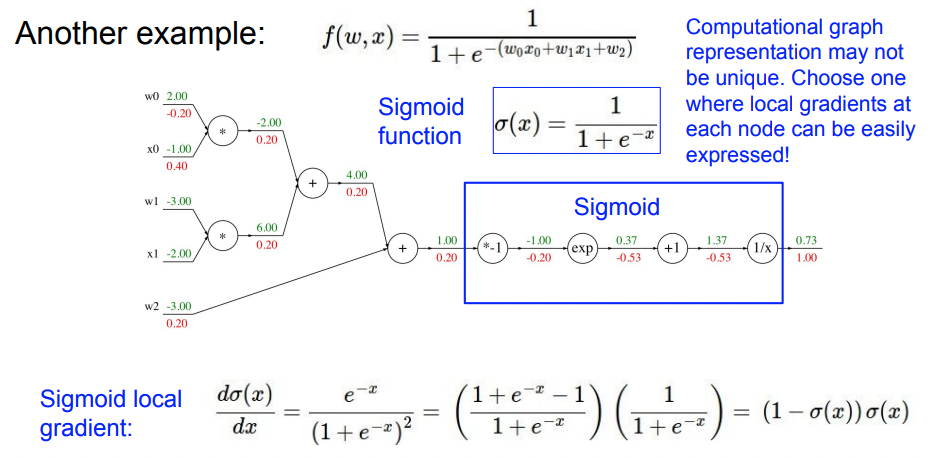 Another example:
f(w,x) = 1 / (1 + e^-(w0x0+w1x1+w2))
Computational graph
representation may not
be unique. Choose one
where local gradients at
each node can be easily
expressed!
Sigmoid
function
σ(x) = 1 / (1 + e^-x)
w0 2.00
-0.20
*
-2.00
0.20
x0 -1.00
0.40
+
4.00
0.20
w1 -3.00
*
6.00
0.20
x1 -2.00
w2 -3.00
0.20
+
1.00
0.20
Sigmoid
*-1
-1.00
-0.20
exp
0.37
-0.53
+1
1.37
-0.53
1/x
0.73
1.00
Sigmoid local
gradient:
dσ(x)/dx = e^-x / (1 + e^-x)^2 = ((1 + e^-x - 1) / (1 + e^-x)) (1 / (1 + e^-x)) = (1 - σ(x))σ(x)